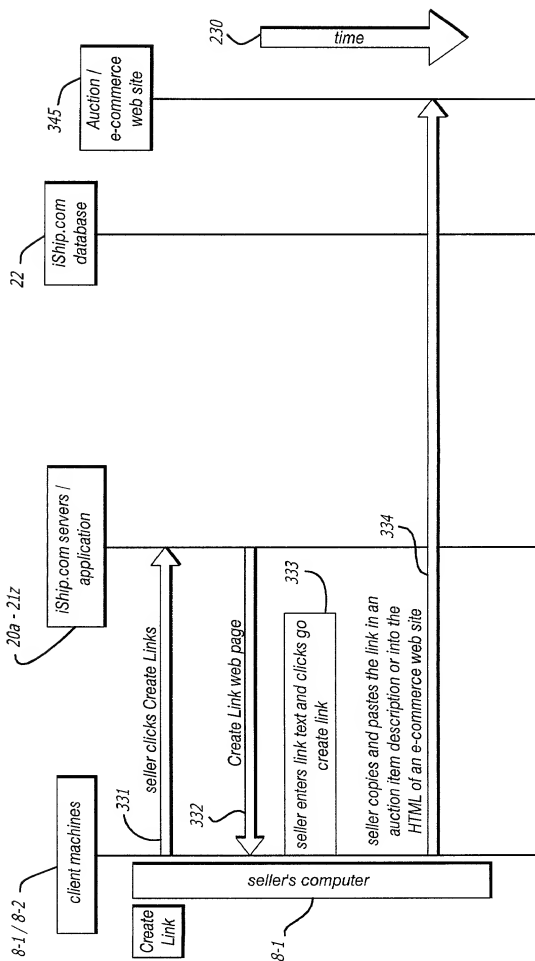 8-1 / 8-2
client machines
20a - 21z
iShip.com servers /
application
22
iShip.com
database
345
Auction /
e-commerce
web site
230
time
Create
Link
331
seller clicks Create Links
332
Create Link web page
333
seller enters link text and clicks go
create link
seller copies and pastes the link in an
auction item description or into the
HTML of an e-commerce web site
334
seller's computer
8-1